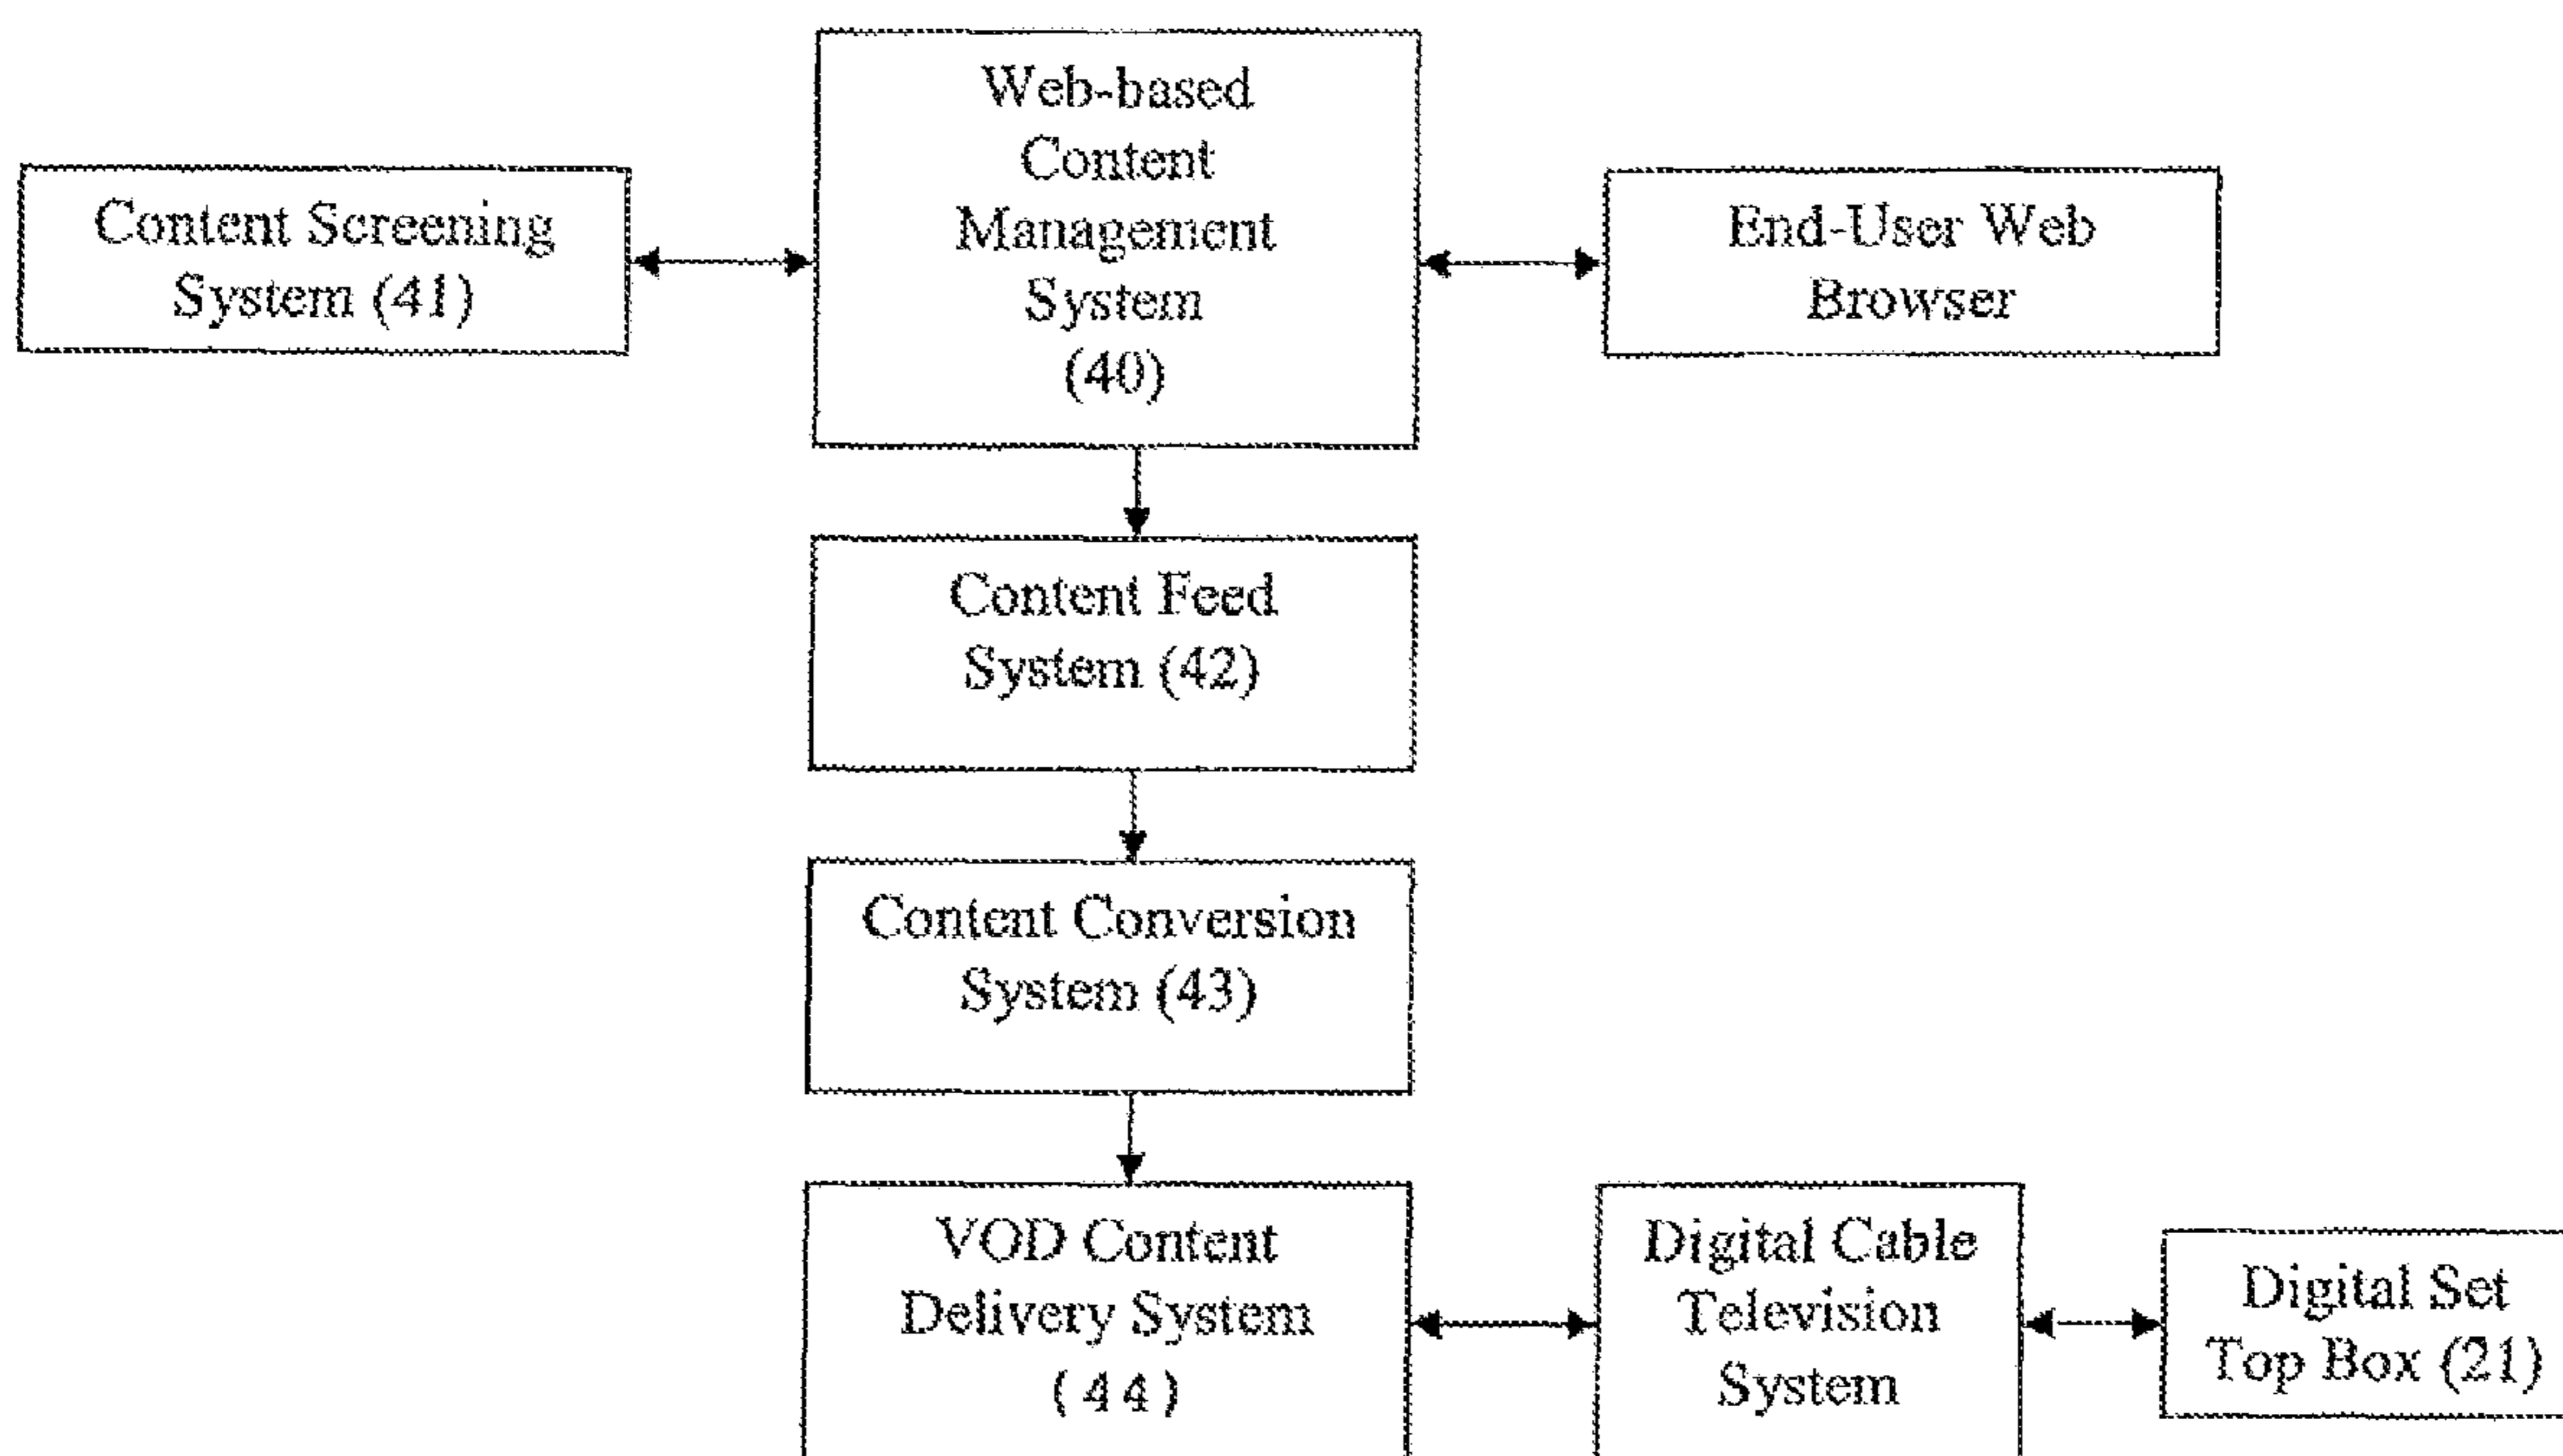 Web-based
Content
Management
System
(40)
Content Screening
System (41)
End-User Web
Browser
Content Feed
System (42)
Content Conversion
System (43)
VOD Content
Delivery System
(44)
Digital Cable
Television
System
Digital Set
Top Box (21)